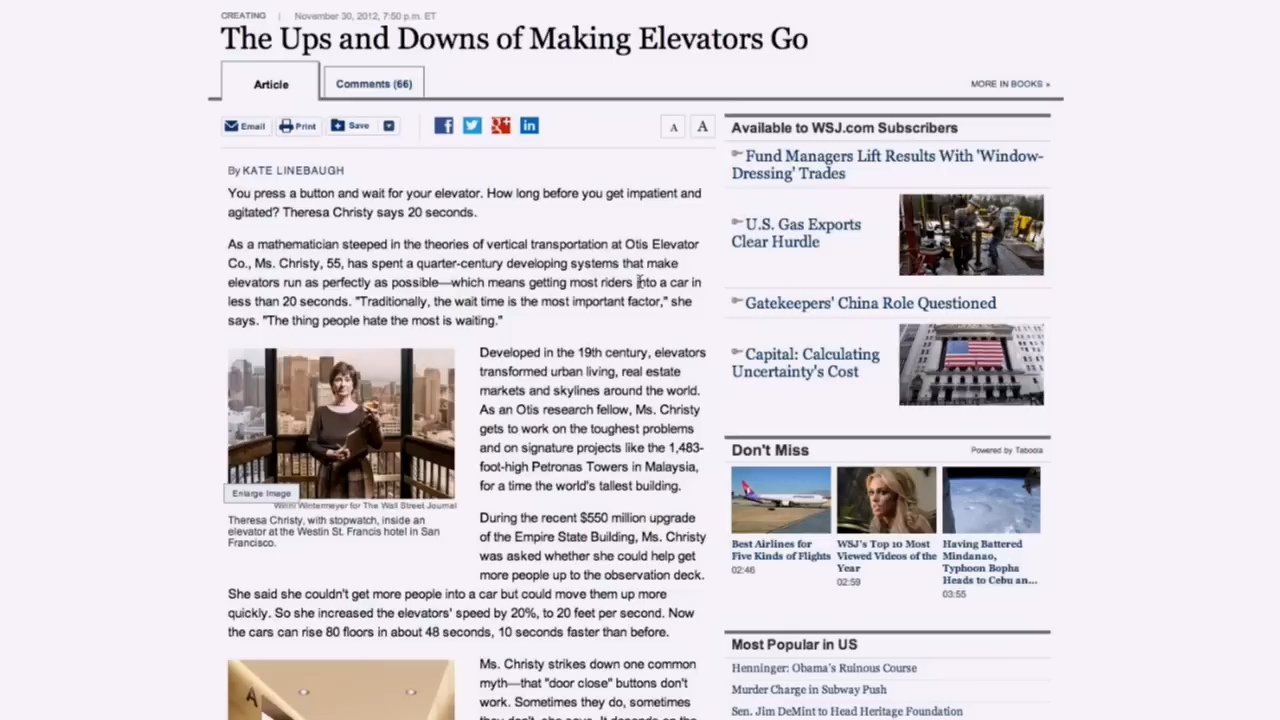 CREATING | November 30, 2012, 7:50 p.m. ET
The Ups and Downs of Making Elevators Go
Article
Comments (66)
MORE IN BOOKS »
Email
Print
Save
A
A
By KATE LINEBAUGH
You press a button and wait for your elevator. How long before you get impatient and
agitated? Theresa Christy says 20 seconds.
As a mathematician steeped in the theories of vertical transportation at Otis Elevator
Co., Ms. Christy, 55, has spent a quarter-century developing systems that make
elevators run as perfectly as possible—which means getting most riders into a car in
less than 20 seconds. "Traditionally, the wait time is the most important factor," she
says. "The thing people hate the most is waiting."
Enlarge Image
Winni Wintermeyer for The Wall Street Journal
Theresa Christy, with stopwatch, inside an
elevator at the Westin St. Francis hotel in San
Francisco.
Developed in the 19th century, elevators
transformed urban living, real estate
markets and skylines around the world.
As an Otis research fellow, Ms. Christy
gets to work on the toughest problems
and on signature projects like the 1,483-
foot-high Petronas Towers in Malaysia,
for a time the world's tallest building.
During the recent $550 million upgrade
of the Empire State Building, Ms. Christy
was asked whether she could help get
more people up to the observation deck.
She said she couldn't get more people into a car but could move them up more
quickly. So she increased the elevators' speed by 20%, to 20 feet per second. Now
the cars can rise 80 floors in about 48 seconds, 10 seconds faster than before.
A
Ms. Christy strikes down one common
myth—that "door close" buttons don't
work. Sometimes they do, sometimes
they don't, she says. It depends on the
Available to WSJ.com Subscribers
Fund Managers Lift Results With 'Window-
Dressing' Trades
U.S. Gas Exports
Clear Hurdle
Gatekeepers' China Role Questioned
Capital: Calculating
Uncertainty's Cost
Don't Miss
Powered by Taboola
Best Airlines for
Five Kinds of Flights
02:46
WSJ's Top 10 Most
Viewed Videos of the
Year
02:59
Having Battered
Mindanao,
Typhoon Bopha
Heads to Cebu an...
03:55
Most Popular in US
Henninger: Obama's Ruinous Course
Murder Charge in Subway Push
Sen. Jim DeMint to Head Heritage Foundation